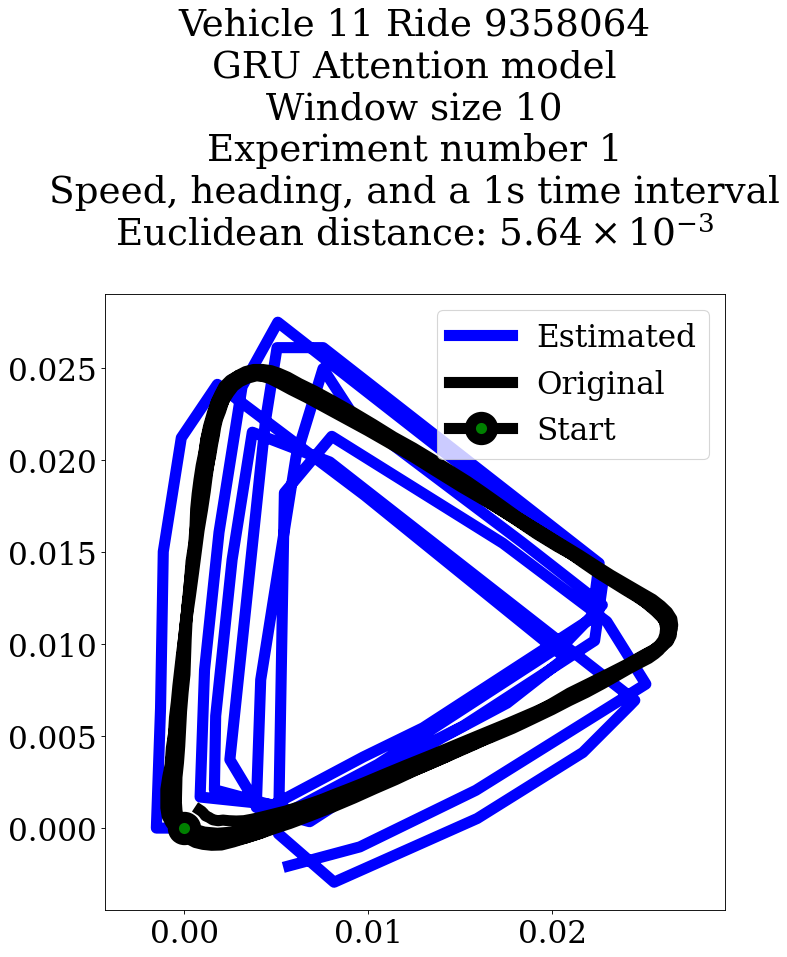 Vehicle 11 Ride 9358064
GRU Attention model
Window size 10
Experiment number 1
Speed, heading, and a 1s time interval
Euclidean distance: 5.64 × 10⁻³
Estimated
Original
Start
0.025
0.020
0.015
0.010
0.005
0.000
0.00 0.01 0.02